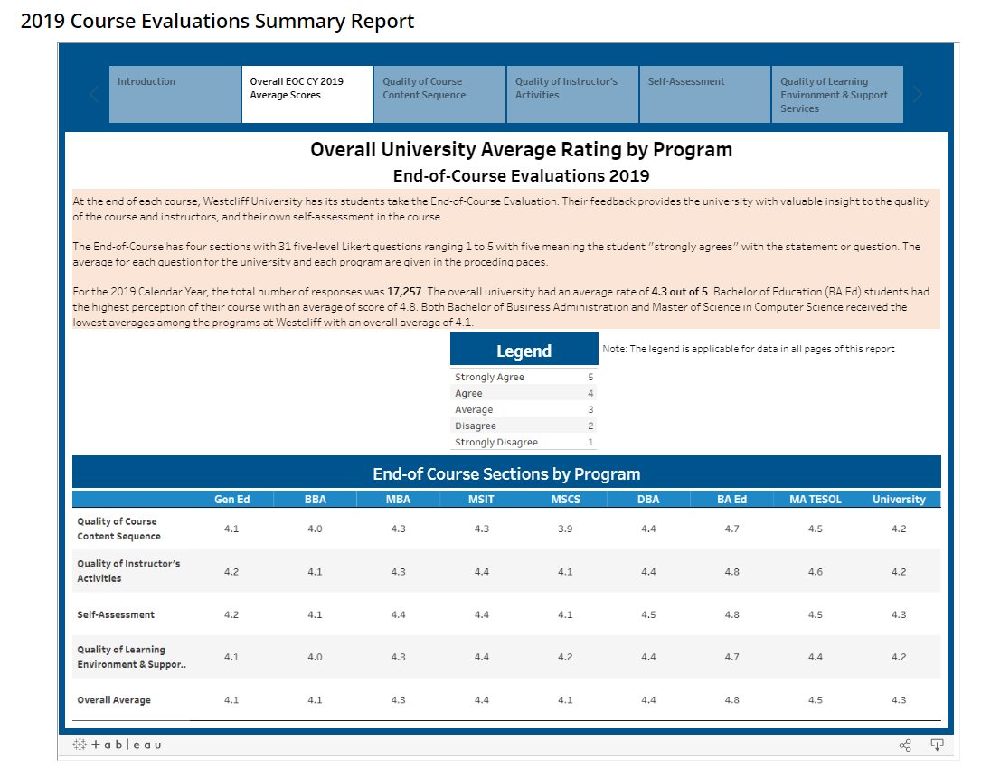 2019 Course Evaluations Summary Report
Introduction
Overall EOC CY 2019
Average Scores
Quality of Course
Content Sequence
Quality of Instructor's
Activities
Self-Assessment
Quality of Learning
Environment & Support
Services
Overall University Average Rating by Program
End-of-Course Evaluations 2019
At the end of each course, Westcliff University has its students take the End-of-Course Evaluation. Their feedback provides the university with valuable insight to the quality
of the course and instructors, and their own self-assessment in the course.
The End-of-Course has four sections with 31 five-level Likert questions ranging 1 to 5 with five meaning the student "strongly agrees" with the statement or question. The
average for each question for the university and each program are given in the proceding pages.
For the 2019 Calendar Year, the total number of responses was 17,257. The overall university had an average rate of 4.3 out of 5. Bachelor of Education (BA Ed) students had
the highest perception of their course with an average of score of 4.8. Both Bachelor of Business Administration and Master of Science in Computer Science received the
lowest averages among the programs at Westcliff with an overall average of 4.1.
Legend
Note: The legend is applicable for data in all pages of this report
Strongly Agree 5
Agree 4
Average 3
Disagree 2
Strongly Disagree 1
End-of Course Sections by Program
Gen Ed BBA MBA MSIT MSCS DBA BA Ed MA TESOL University
Quality of Course
Content Sequence 4.1 4.0 4.3 4.3 3.9 4.4 4.7 4.5 4.2
Quality of Instructor's
Activities 4.2 4.1 4.3 4.4 4.1 4.4 4.8 4.6 4.2
Self-Assessment 4.2 4.1 4.4 4.4 4.1 4.5 4.8 4.5 4.3
Quality of Learning
Environment & Suppor.. 4.1 4.0 4.3 4.4 4.2 4.4 4.7 4.4 4.2
Overall Average 4.1 4.1 4.3 4.4 4.1 4.4 4.8 4.5 4.3
+ a b | e a u